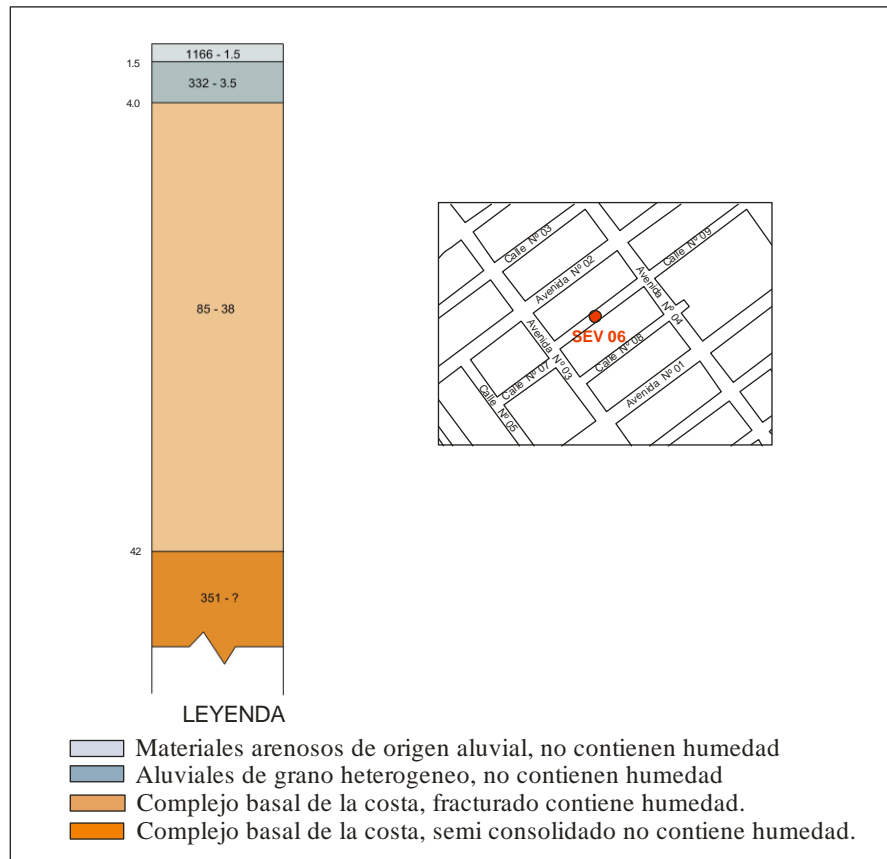 1166 - 1.5
1.5
332 - 3.5
4.0
85 - 38
42
351 - ?
Calle Nº 03
Avenida Nº 02
Calle Nº 09
Avenida Nº 04
SEV 06
Avenida Nº 03
Calle Nº 08
Calle Nº 07
Avenida Nº 01
Calle Nº 05
LEYENDA
Materiales arenosos de origen aluvial, no contienen humedad
Aluviales de grano heterogeneo, no contienen humedad
Complejo basal de la costa, fracturado contiene humedad.
Complejo basal de la costa, semi consolidado no contiene humedad.